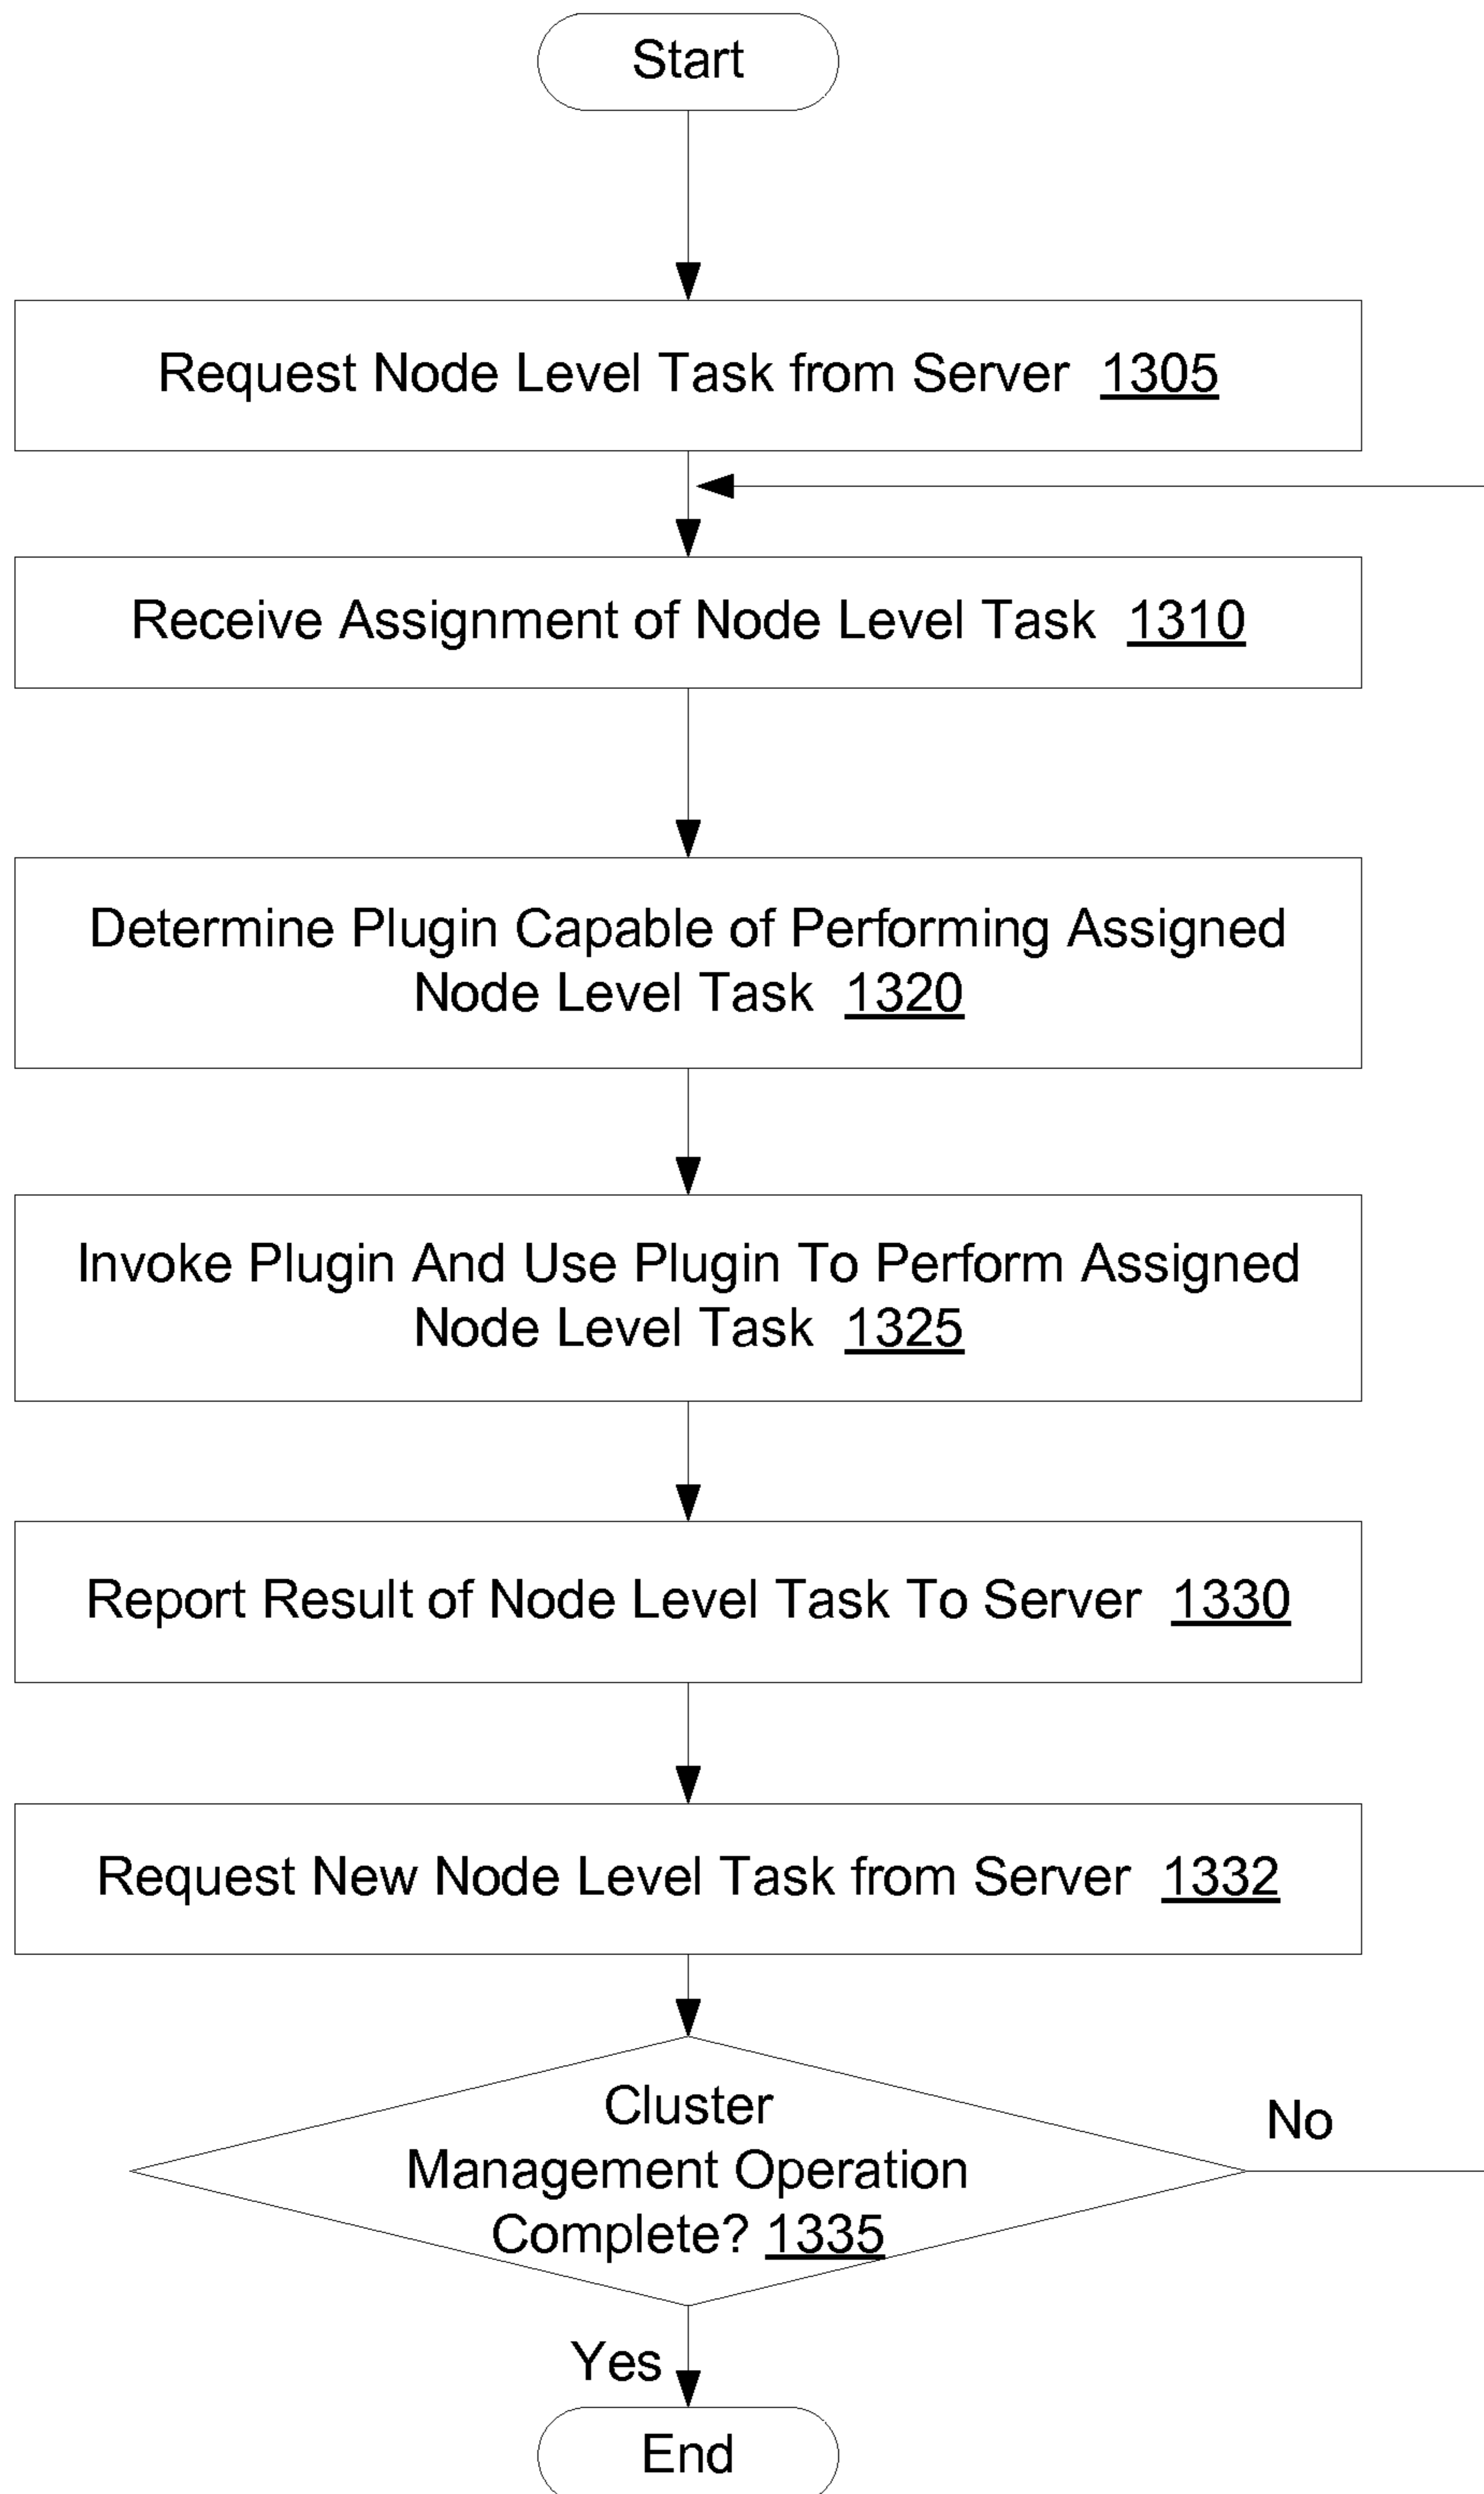 Start
Request Node Level Task from Server 1305
Receive Assignment of Node Level Task 1310
Determine Plugin Capable of Performing Assigned
Node Level Task 1320
Invoke Plugin And Use Plugin To Perform Assigned
Node Level Task 1325
Report Result of Node Level Task To Server 1330
Request New Node Level Task from Server 1332
Cluster
Management Operation
Complete? 1335
No
Yes
End